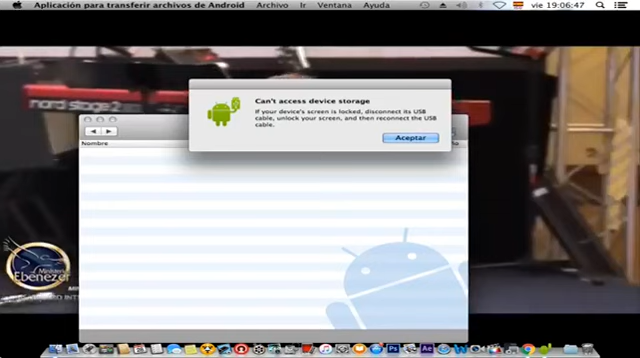 Aplicación para transferir archivos de Android Archivo Ir Ventana Ayuda vie 19:06:47
nord stage 2
Can't access device storage
If your device's screen is locked, disconnect its USB
cable, unlock your screen, and then reconnect the USB
cable.
Aceptar
Nombre
Ministerio
Ebenezer